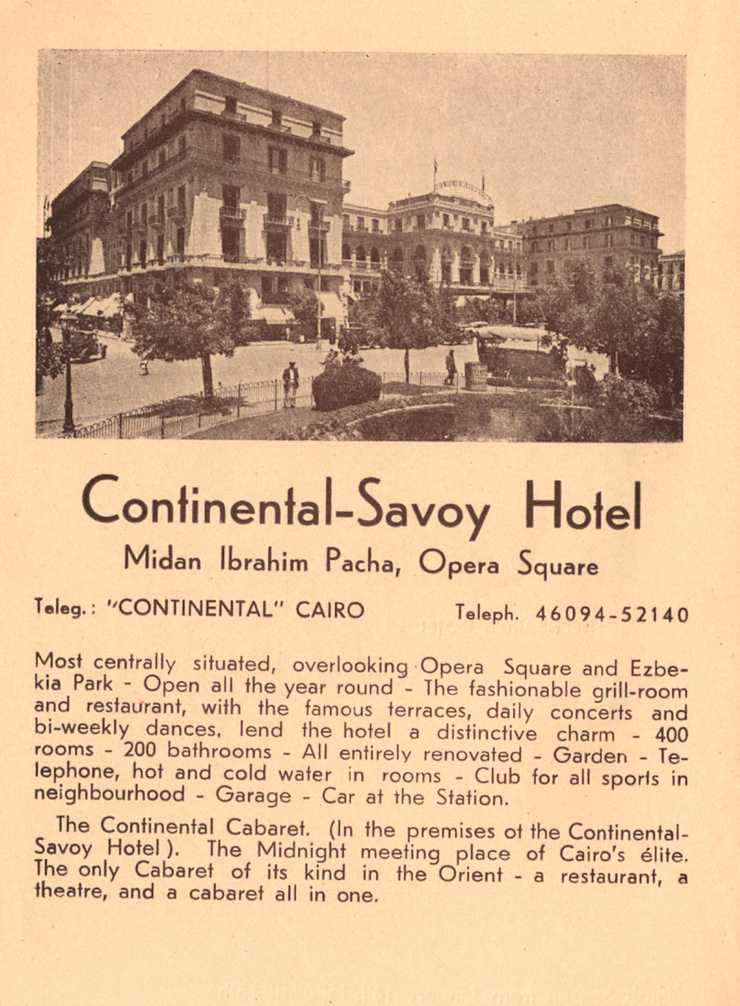 Continental-Savoy Hotel
Midan Ibrahim Pacha, Opera Square
Teleg.: "CONTINENTAL" CAIRO Teleph. 46094-52140
Most centrally situated, overlooking Opera Square and Ezbe-
kia Park - Open all the year round - The fashionable grill-room
and restaurant, with the famous terraces, daily concerts and
bi-weekly dances, lend the hotel a distinctive charm - 400
rooms - 200 bathrooms - All entirely renovated - Garden - Te-
lephone, hot and cold water in rooms - Club for all sports in
neighbourhood - Garage - Car at the Station.
The Continental Cabaret. (In the premises of the Continental-
Savoy Hotel). The Midnight meeting place of Cairo's élite.
The only Cabaret of its kind in the Orient - a restaurant, a
theatre, and a cabaret all in one.